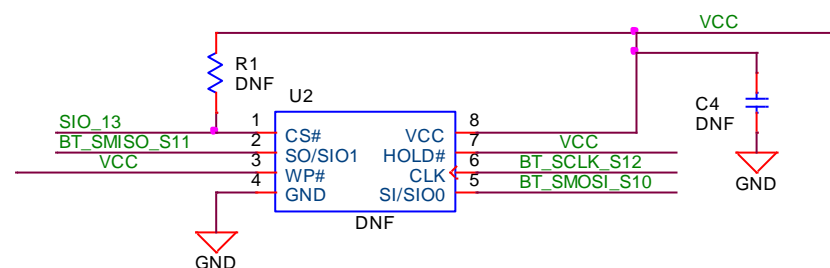 VCC
R1
DNF
U2
C4
DNF
SIO_13
1
CS#
VCC
8
BT_SMISO_S11
2
SO/SIO1
HOLD#
7
VCC
VCC
3
WP#
CLK
6
BT_SCLK_S12
4
GND
SI/SIO0
5
BT_SMOSI_S10
GND
DNF
GND